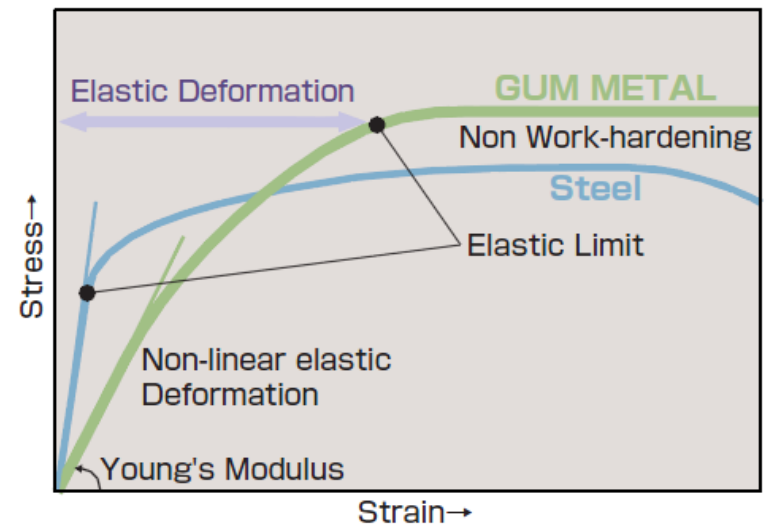 Elastic Deformation
GUM METAL
Non Work-hardening
Steel
Elastic Limit
Stress→
Non-linear elastic
Deformation
Young's Modulus
Strain→